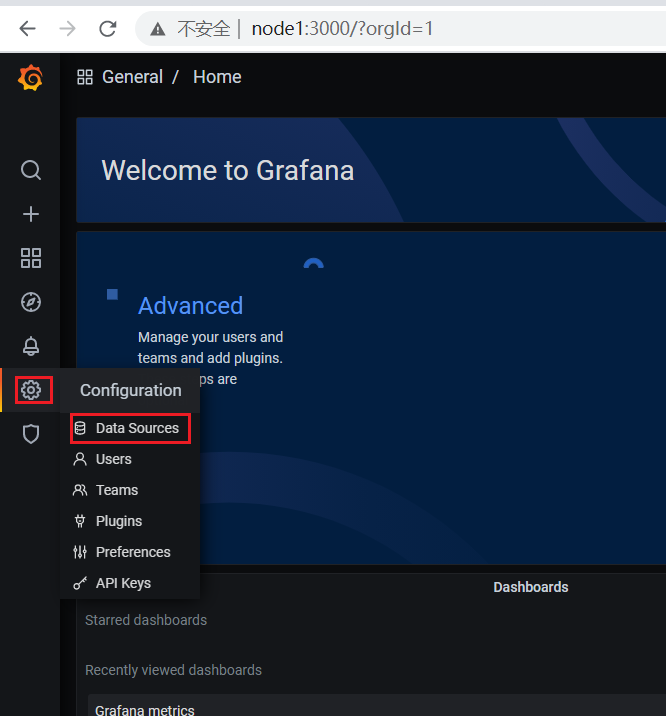 不安全 | node1:3000/?orgId=1
General / Home
Welcome to Grafana
Advanced
Manage your users and
teams and add plugins.
ps are
Configuration
Data Sources
Users
Teams
Plugins
Preferences
API Keys
Dashboards
Starred dashboards
Recently viewed dashboards
Grafana metrics